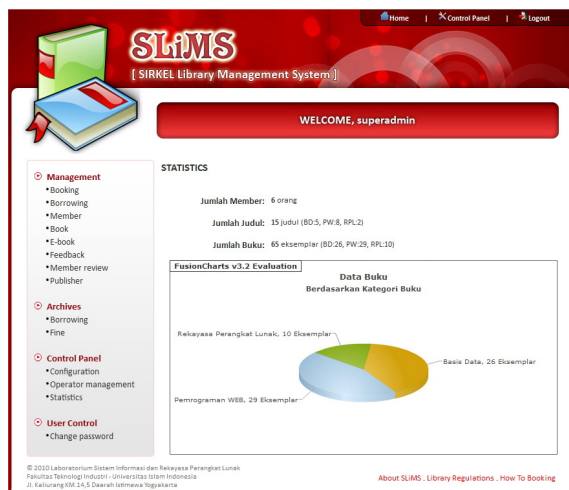 Home | Control Panel | Logout
SLiMS
[ SIRKEL Library Management System ]
WELCOME, superadmin
Management
Booking
Borrowing
Member
Book
E-book
Feedback
Member review
Publisher
Archives
Borrowing
Fine
Control Panel
Configuration
Operator management
Statistics
User Control
Change password
STATISTICS
Jumlah Member: 6 orang
Jumlah Judul: 15 judul (BD:5, PW:8, RPL:2)
Jumlah Buku: 65 eksemplar (BD:26, PW:29, RPL:10)
FusionCharts v3.2 Evaluation
Data Buku
Berdasarkan Kategori Buku
Rekayasa Perangkat Lunak, 10 Eksemplar
Basis Data, 26 Eksemplar
Pemrograman WEB, 29 Eksemplar
© 2010 Laboratorium Sistem Informasi dan Rekayasa Perangket Lunak
Fakultas Teknologi Industri - Universitas Islam Indonesia
Jl. Kaliurang KM.14,5 Daerah Istimewa Yogyakarta
About SLiMS . Library Regulations . How To Booking